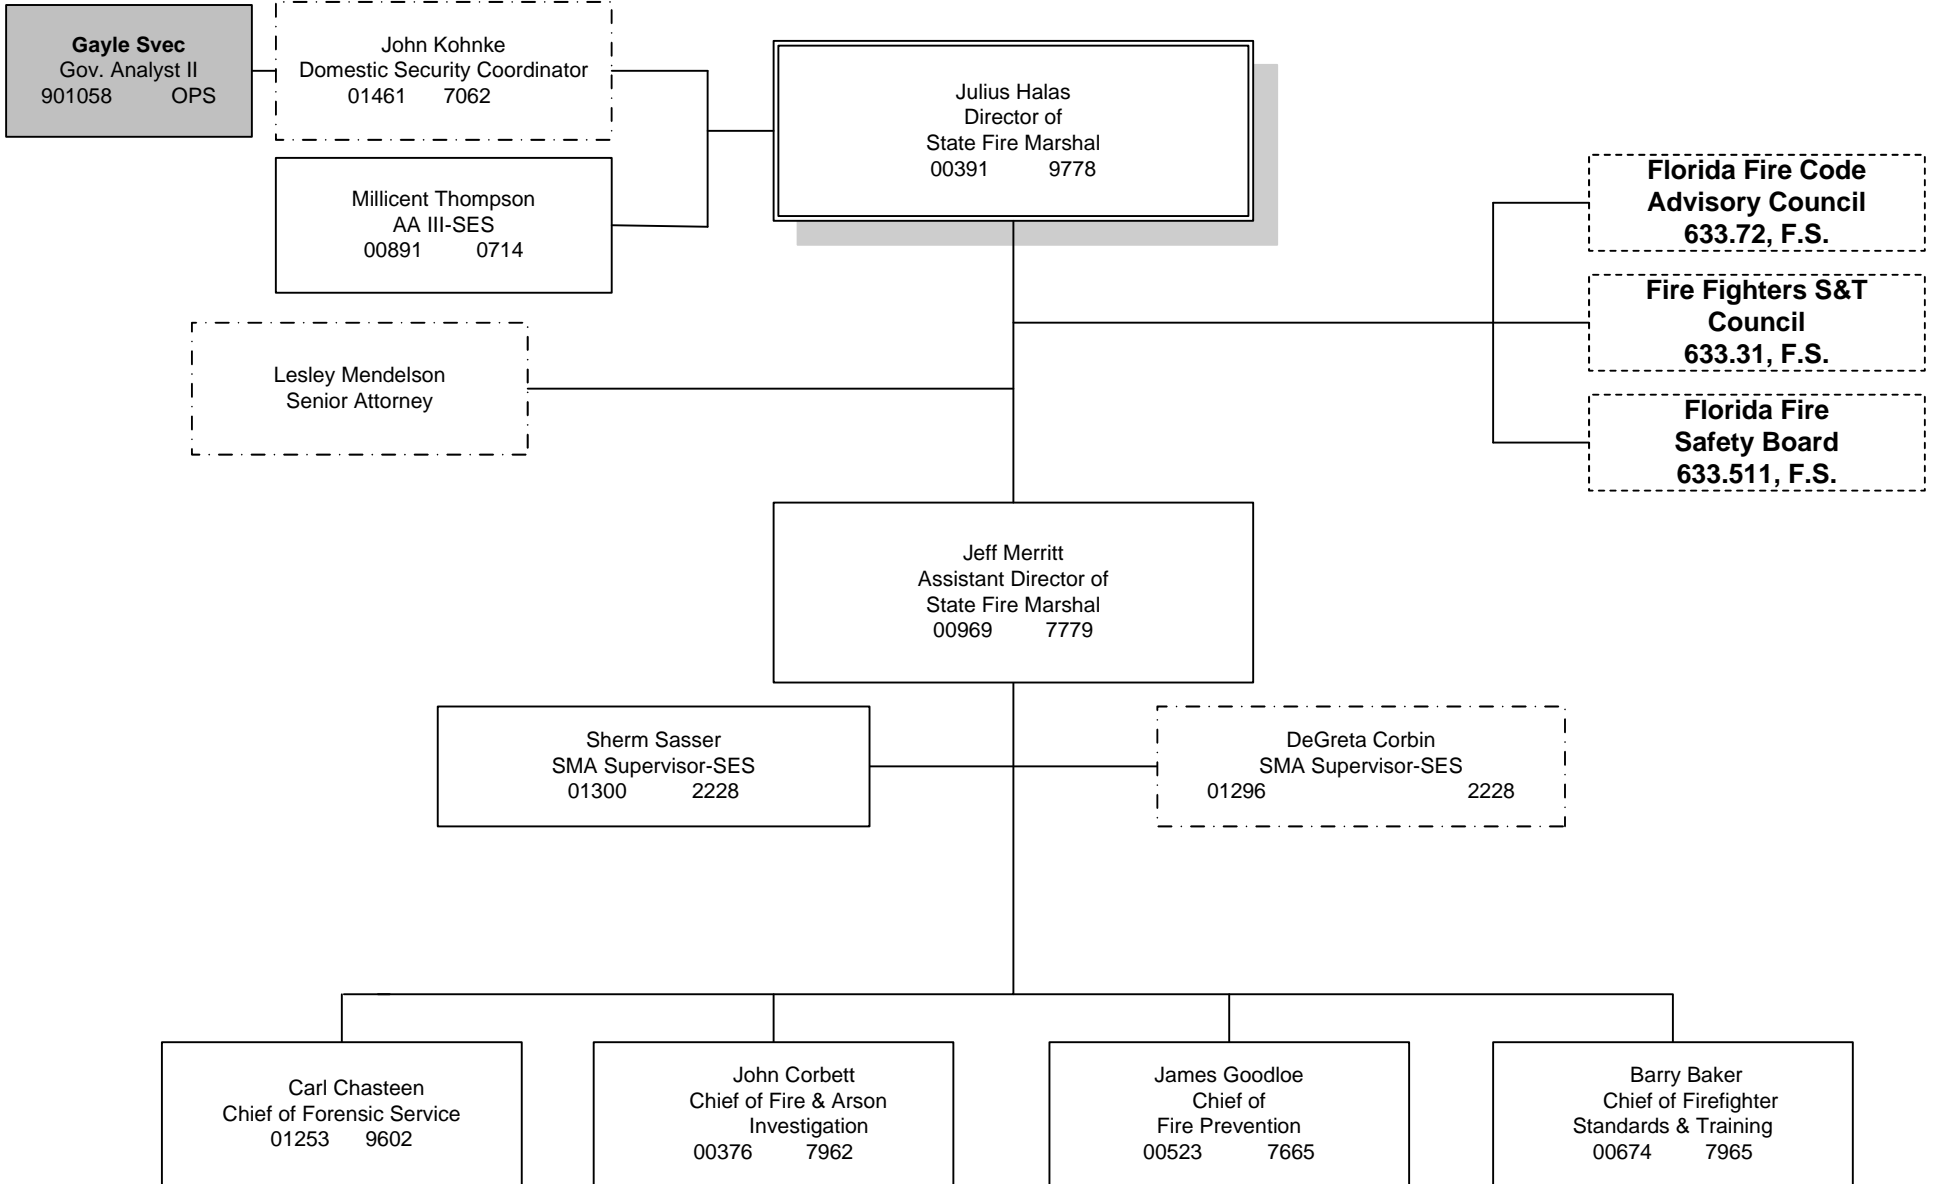 Gayle Svec
Gov. Analyst II
901058 OPS
John Kohnke
Domestic Security Coordinator
01461 7062
Millicent Thompson
AA III-SES
00891 0714
Julius Halas
Director of
State Fire Marshal
00391 9778
Florida Fire Code
Advisory Council
633.72, F.S.
Fire Fighters S&T
Council
633.31, F.S.
Florida Fire
Safety Board
633.511, F.S.
Lesley Mendelson
Senior Attorney
Jeff Merritt
Assistant Director of
State Fire Marshal
00969 7779
Sherm Sasser
SMA Supervisor-SES
01300 2228
DeGreta Corbin
SMA Supervisor-SES
01296 2228
Carl Chasteen
Chief of Forensic Service
01253 9602
John Corbett
Chief of Fire & Arson
Investigation
00376 7962
James Goodloe
Chief of
Fire Prevention
00523 7665
Barry Baker
Chief of Firefighter
Standards & Training
00674 7965